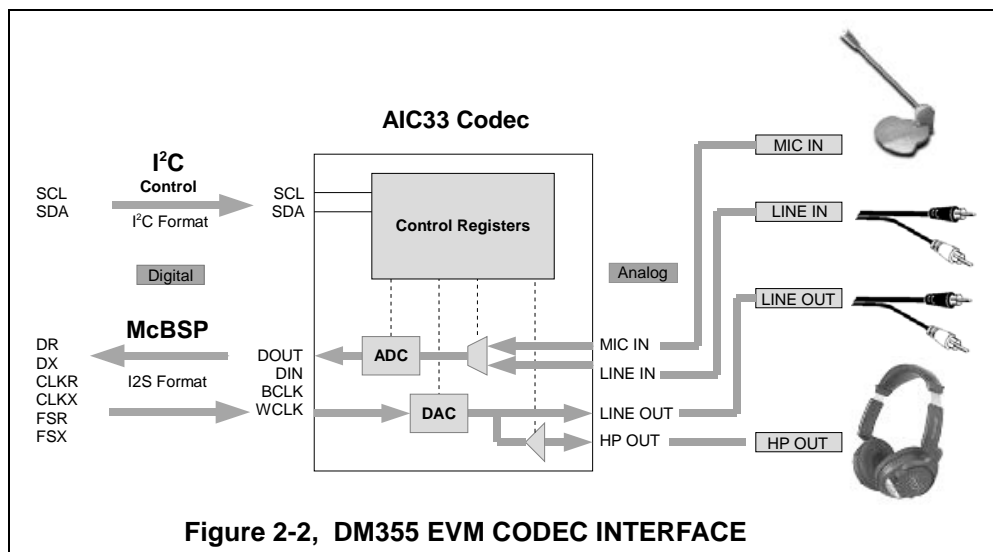 AIC33 Codec
I²C
Control
I²C Format
SCL
SDA
SCL
SDA
Control Registers
Digital
Analog
McBSP
I2S Format
DR
DX
CLKR
CLKX
FSR
FSX
DOUT
DIN
BCLK
WCLK
ADC
DAC
MIC IN
LINE IN
LINE OUT
HP OUT
MIC IN
LINE IN
LINE OUT
HP OUT
Figure 2-2, DM355 EVM CODEC INTERFACE